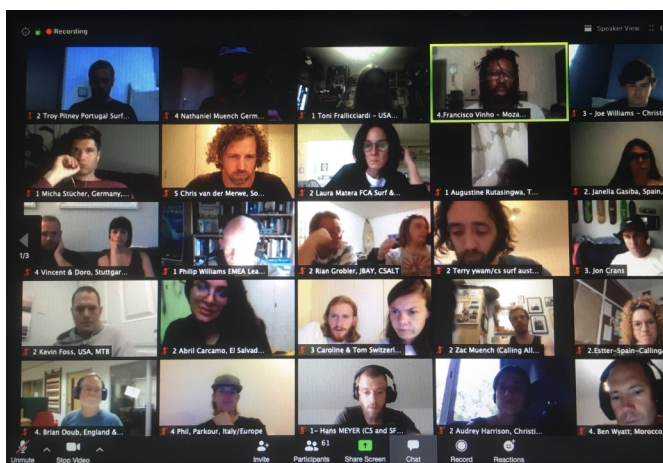 Recording
Speaker View
2 Troy Pitney Portugal Surf...
4 Nathaniel Muench Germ...
1 Toni Frallicciardi - USA...
4.Francisco Vinho - Moza...
3 - Joe Williams - Christi
1 Micha Stücher, Germany,...
5 Chris van der Merwe, So...
2 Laura Matera FCA Surf &...
1 Augustine Rutasingwa, T...
2. Janella Gasiba, Spain,
1/3
4 Vincent & Doro, Stuttgar...
1 Philip Williams EMEA Lea...
2 Rian Grobler, JBAY, CSALT
2 Terry ywam/cs surf aust...
3. Jon Crans
2 Kevin Foss, USA, MTB
2 Abril Carcamo, El Salvad...
3 Caroline & Tom Switzerl...
2 Zac Muench (Calling All...
2.Estter-Spain-Calling
4. Brian Doub, England &...
4 Phil, Parkour, Italy/Europe
1- Hans MEYER (CS and SF...
2 Audrey Harrison, Christi...
4. Ben Wyatt; Morocco
61
Unmute
Stop Video
Invite
Participants
Share Screen
Chat
Record
Reactions